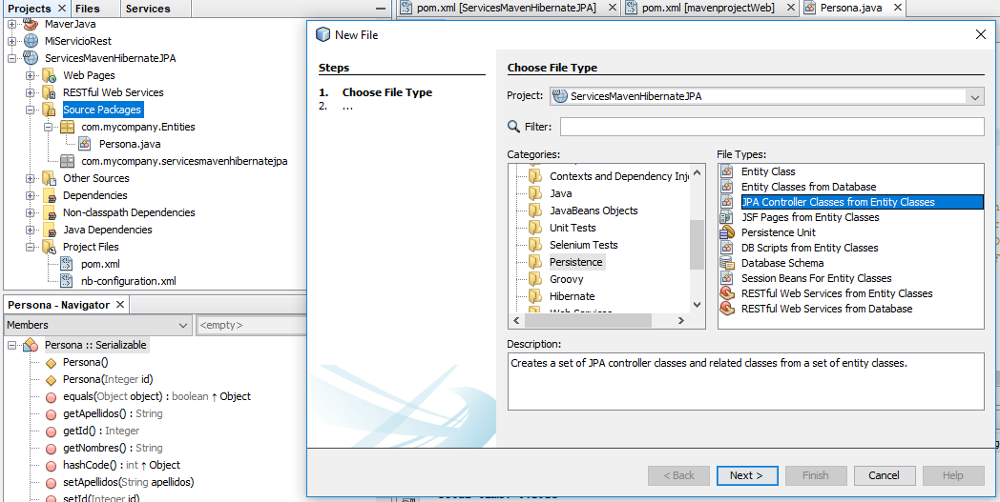 Projects × Files Services
MaverJava
MiServicioRest
ServicesMavenHibernateJPA
Web Pages
RESTful Web Services
Source Packages
com.mycompany.Entities
Persona.java
com.mycompany.servicesmavenhibernatejpa
Other Sources
Dependencies
Non-classpath Dependencies
Java Dependencies
Project Files
pom.xml
nb-configuration.xml
Persona - Navigator ×
Members <empty>
Persona :: Serializable
Persona()
Persona(Integer id)
equals(Object object) : boolean ↑ Object
getApellidos() : String
getId() : Integer
getNombres() : String
hashCode() : int ↑ Object
setApellidos(String apellidos)
setId(Integer id)
pom.xml [ServicesMavenHibernateJPA] × pom.xml [mavenprojectWeb] × Persona.java ×
New File
Steps
1. Choose File Type
2. ...
Choose File Type
Project: ServicesMavenHibernateJPA
Filter:
Categories:
Contexts and Dependency Inj
Java
JavaBeans Objects
Unit Tests
Selenium Tests
Persistence
Groovy
Hibernate
Web Services
File Types:
Entity Class
Entity Classes from Database
JPA Controller Classes from Entity Classes
JSF Pages from Entity Classes
Persistence Unit
DB Scripts from Entity Classes
Database Schema
Session Beans For Entity Classes
RESTful Web Services from Entity Classes
RESTful Web Services from Database
Description:
Creates a set of JPA controller classes and related classes from a set of entity classes.
< Back Next > Finish Cancel Help